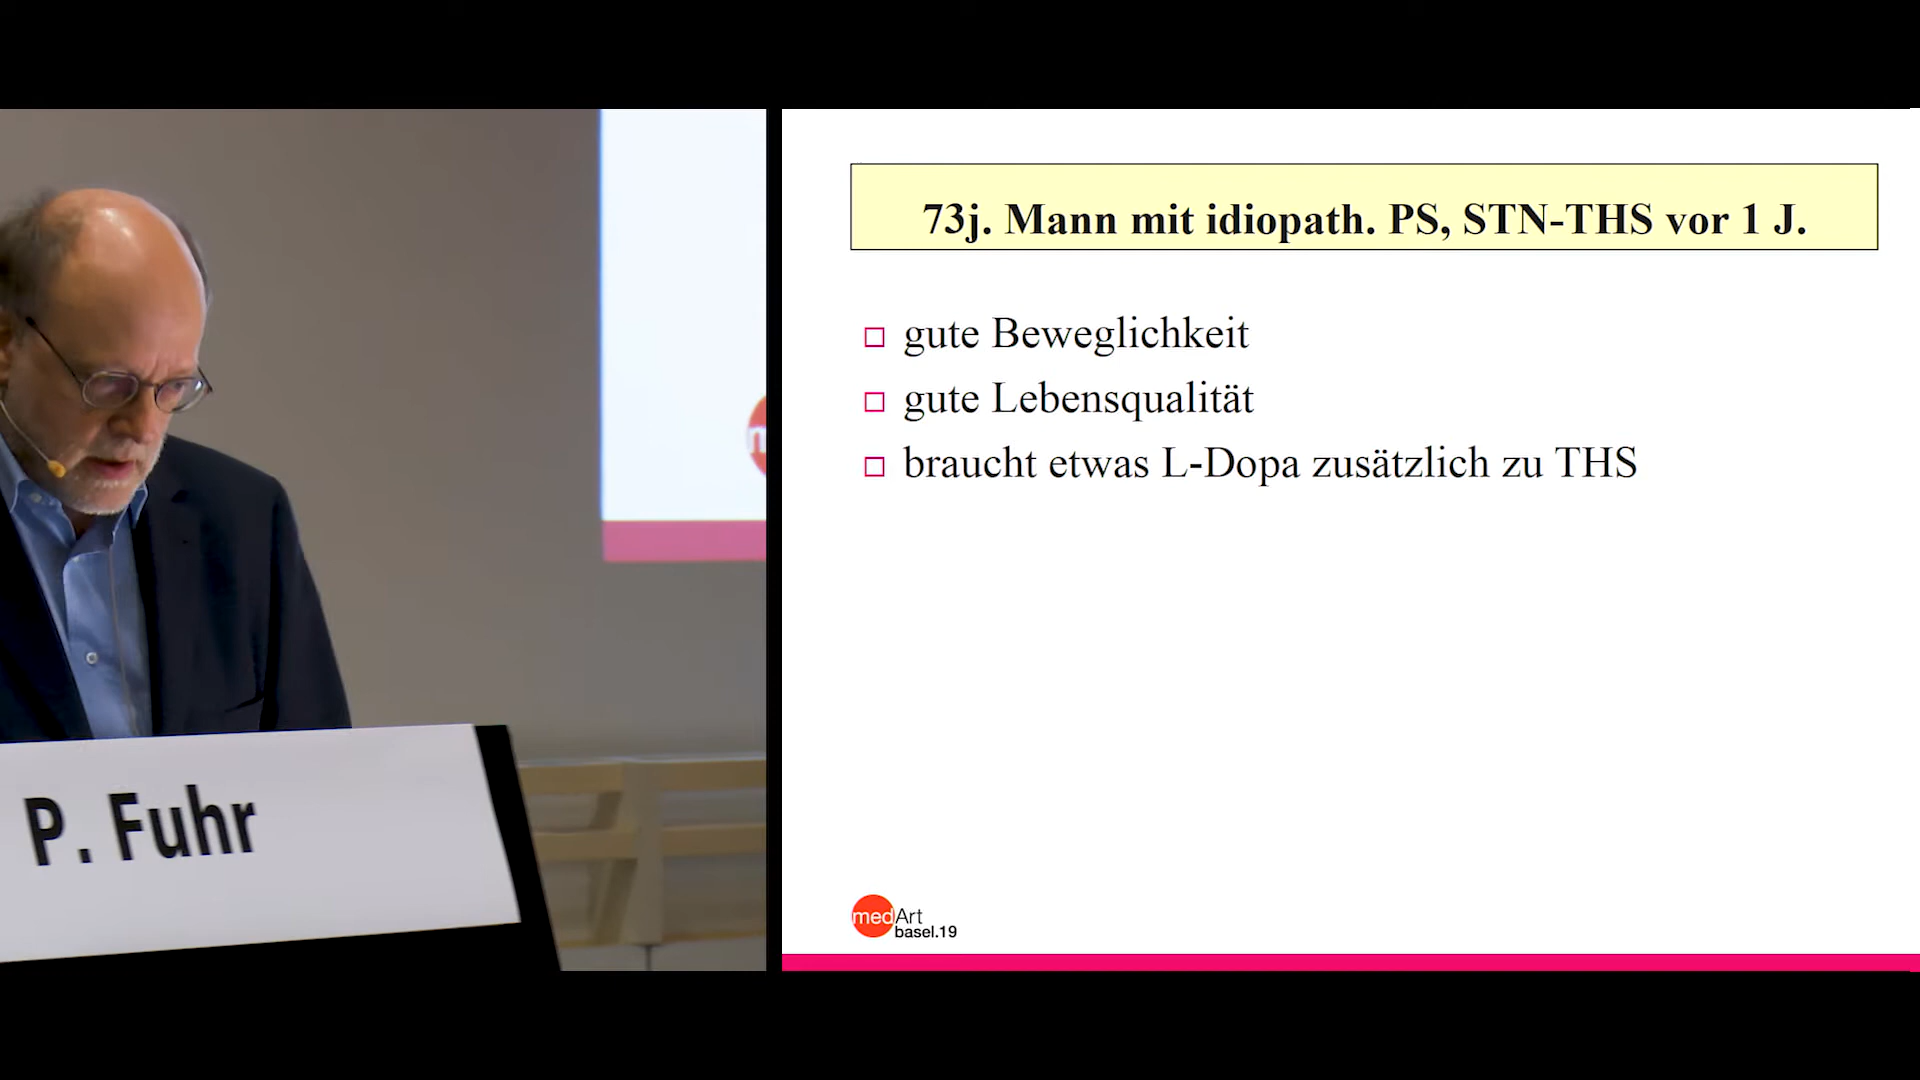 73j. Mann mit idiopath. PS, STN-THS vor 1 J.
gute Beweglichkeit
gute Lebensqualität
braucht etwas L-Dopa zusätzlich zu THS
P. Fuhr
medArt
basel.19